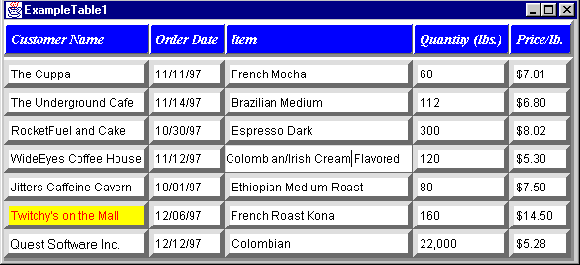 ExampleTable1
Customer Name Order Date Item Quantity (lbs.) Price/lb.
The Cuppa 11/11/97 French Mocha 60 $7.01
The Underground Cafe 11/14/97 Brazilian Medium 112 $6.80
RocketFuel and Cake 10/30/97 Espresso Dark 300 $8.02
WideEyes Coffee House 11/12/97 Colombian/Irish Cream Flavored 120 $5.30
Jitters Caffeine Cavern 10/01/97 Ethiopian Medium Roast 80 $7.50
Twitchy's on the Mall 12/06/97 French Roast Kona 160 $14.50
Quest Software Inc. 12/12/97 Colombian 22,000 $5.28